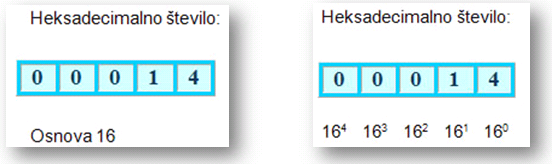 Heksadecimalno število:
0 0 0 1 4
Osnova 16
Heksadecimalno število:
0 0 0 1 4
16⁴ 16³ 16² 16¹ 16⁰